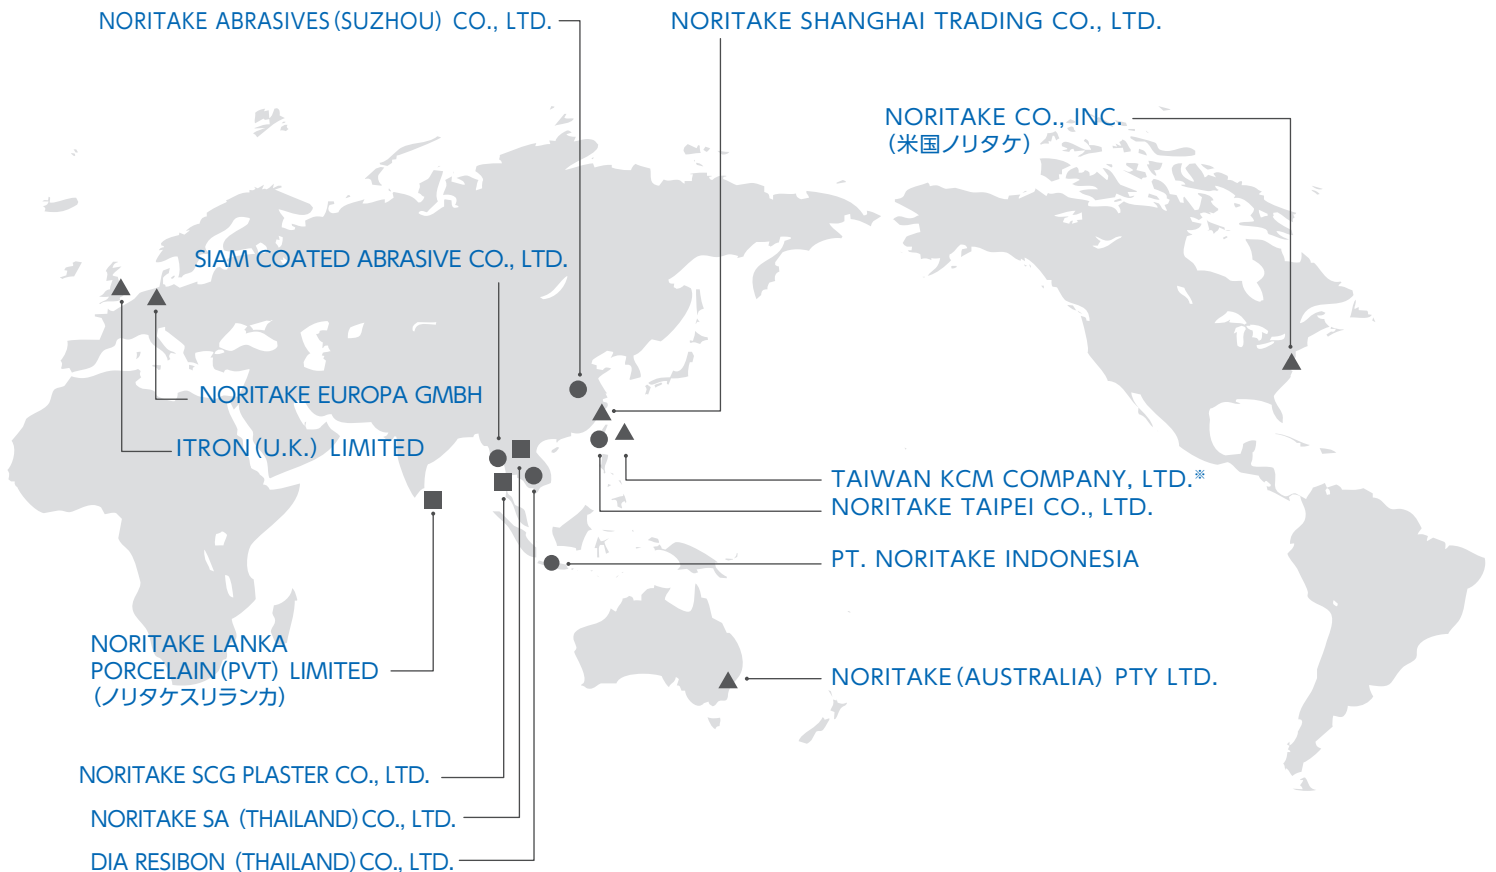 NORITAKE ABRASIVES(SUZHOU) CO., LTD.
NORITAKE SHANGHAI TRADING CO., LTD.
NORITAKE CO., INC.
(米国ノリタケ)
SIAM COATED ABRASIVE CO., LTD.
NORITAKE EUROPA GMBH
ITRON(U.K.) LIMITED
TAIWAN KCM COMPANY, LTD.※
NORITAKE TAIPEI CO., LTD.
PT. NORITAKE INDONESIA
NORITAKE LANKA
PORCELAIN(PVT) LIMITED
(ノリタケスリランカ)
NORITAKE(AUSTRALIA) PTY LTD.
NORITAKE SCG PLASTER CO., LTD.
NORITAKE SA (THAILAND)CO., LTD.
DIA RESIBON (THAILAND)CO., LTD.